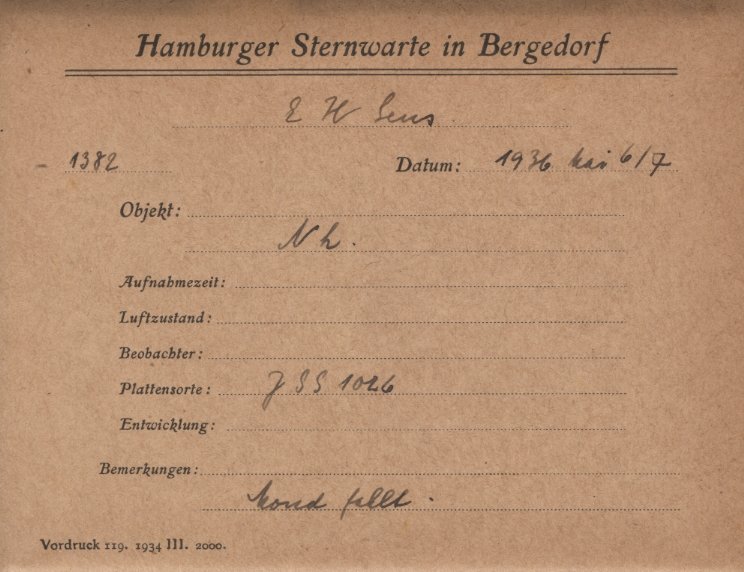 Hamburger Sternwarte in Bergedorf
E H
– 1382 Datum: 1936 Mai 6/7
Objekt:
Nh.
Aufnahmezeit:
Luftzustand:
Beobachter:
Plattensorte: JSS 1026
Entwicklung:
Bemerkungen:
Mond fehlt.
Vordruck 119. 1934 III. 2000.